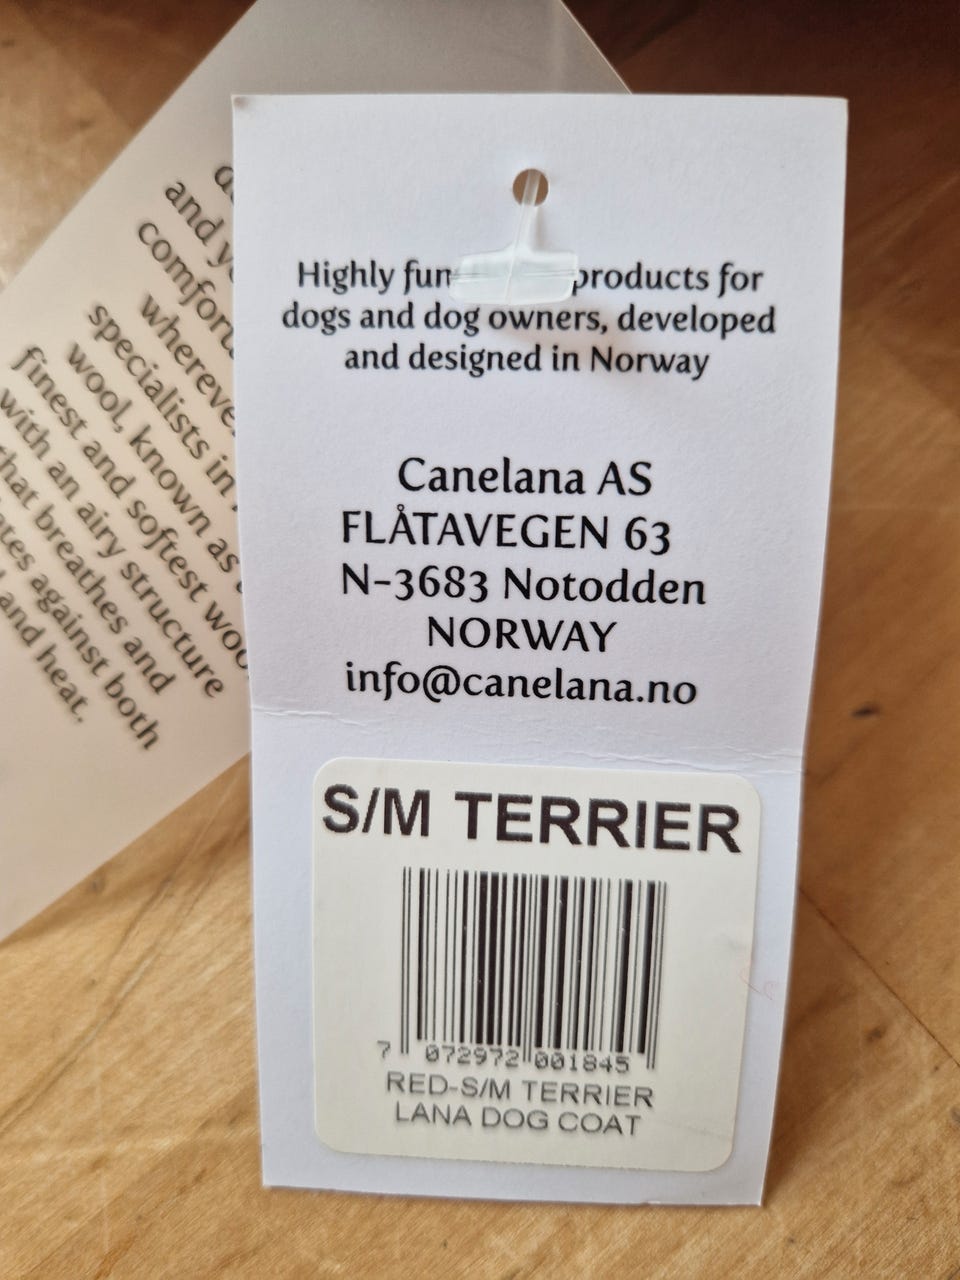 Highly fun products for
dogs and dog owners, developed
and designed in Norway
Canelana AS
FLÅTAVEGEN 63
N-3683 Notodden
NORWAY
info@canelana.no
S/M TERRIER
7 072972 001845
RED-S/M TERRIER
LANA DOG COAT
and
wherever
specialists in
wool, known as
finest and softest
with an airy structure
that breathes and
against both
and heat.